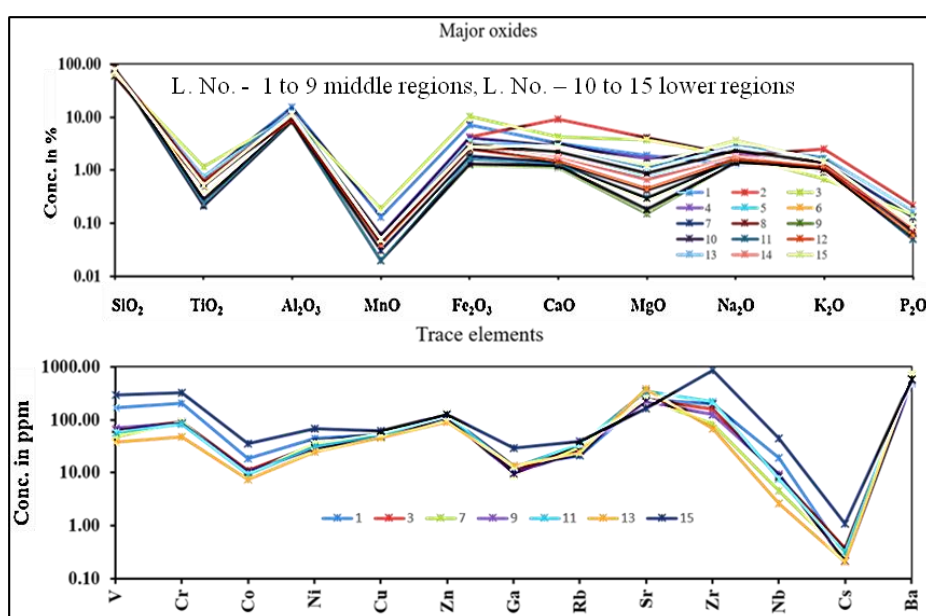 Major oxides
Conc. in %
100.00
10.00
1.00
0.10
0.01
L. No. - 1 to 9 middle regions, L. No. – 10 to 15 lower regions
1 2 3
4 5 6
7 8 9
10 11 12
13 14 15
SiO₂ TiO₂ Al₂O₃ MnO Fe₂O₃ CaO MgO Na₂O K₂O P₂O
Trace elements
Conc. in ppm
1000.00
100.00
10.00
1.00
0.10
1 3 7 9 11 13 15
V Cr Co Ni Cu Zn Ga Rb Sr Zr Nb Cs Ba